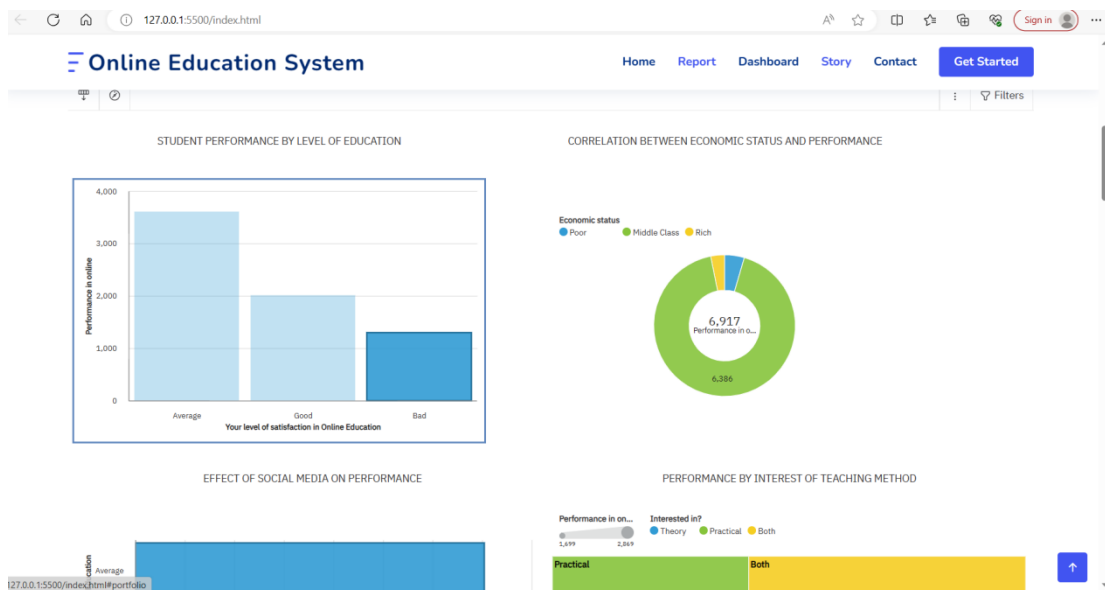 127.0.0.1:5500/index.html
Sign in
Online Education System
Home Report Dashboard Story Contact Get Started
Filters
STUDENT PERFORMANCE BY LEVEL OF EDUCATION
4,000
3,000
2,000
1,000
0
Performance in online
Average Good Bad
Your level of satisfaction in Online Education
CORRELATION BETWEEN ECONOMIC STATUS AND PERFORMANCE
Economic status
Poor Middle Class Rich
6,917
Performance in o...
6,386
EFFECT OF SOCIAL MEDIA ON PERFORMANCE
Average
PERFORMANCE BY INTEREST OF TEACHING METHOD
Performance in on... Interested in?
Theory Practical Both
1,699 2,869
Practical Both
127.0.0.1:5500/index.html#portfolio